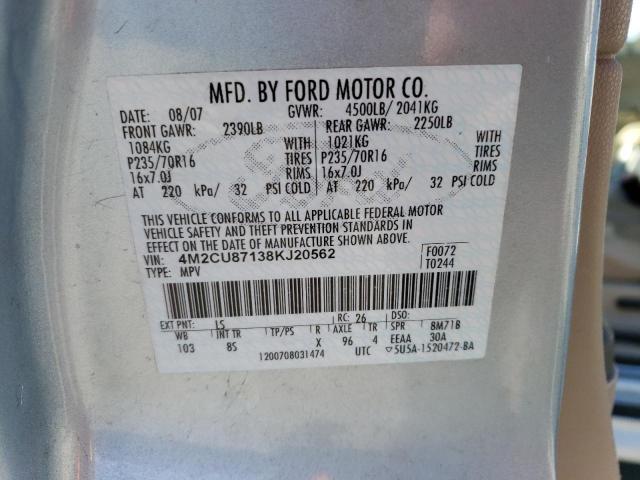 MFD. BY FORD MOTOR CO.
DATE: 08/07 GVWR: 4500LB/ 2041KG
FRONT GAWR: 2390LB REAR GAWR: 2250LB
1084KG WITH 1021KG WITH
P235/70R16 TIRES P235/70R16 TIRES
16x7.0J RIMS 16x7.0J RIMS
AT 220 kPa/ 32 PSI COLD AT 220 kPa/ 32 PSI COLD
THIS VEHICLE CONFORMS TO ALL APPLICABLE FEDERAL MOTOR
VEHICLE SAFETY AND THEFT PREVENTION STANDARDS IN
EFFECT ON THE DATE OF MANUFACTURE SHOWN ABOVE.
VIN: 4M2CU87138KJ20562 F0072
TYPE: MPV T0244
EXT PNT: LS RC: 26 DSO:
WB INT TR TP/PS R AXLE TR SPR 8M71B
103 8S X 96 4 EEAA 30A
1200708031474 UTC 5U5A-1520472-BA